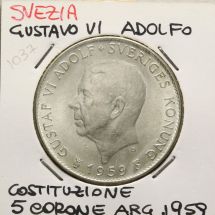 SVEZIA
GUSTAVO VI ADOLFO
1037
GUSTAF VI ADOLF · SVERIGES KONUNG
· 1959 ·
COSTITUZIONE
5 CORONE ARG. 1959